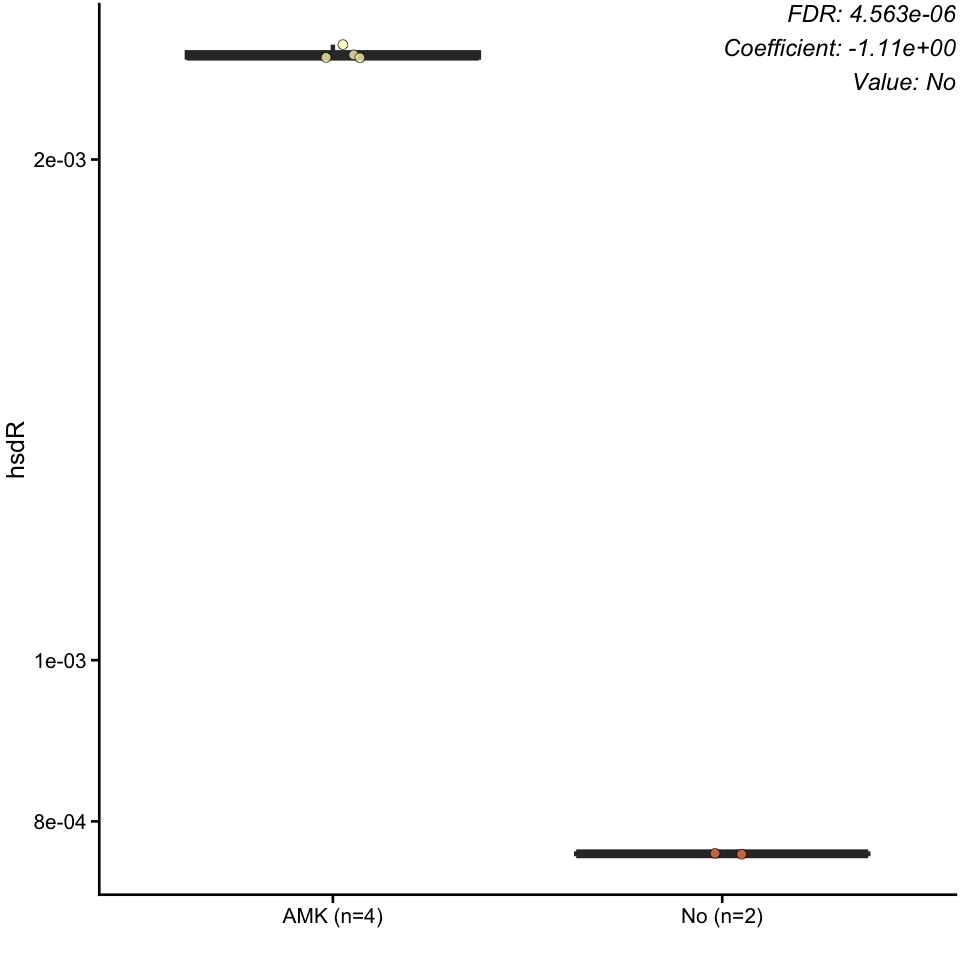 FDR: 4.563e-06
Coefficient: -1.11e+00
Value: No
hsdR
2e-03
1e-03
8e-04
AMK (n=4)
No (n=2)